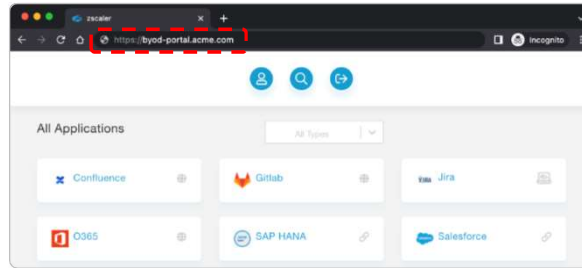 zscaler
https://byod-portal.acme.com
Incognito
All Applications
All Types
Confluence
Gitlab
Jira
O365
SAP HANA
Salesforce